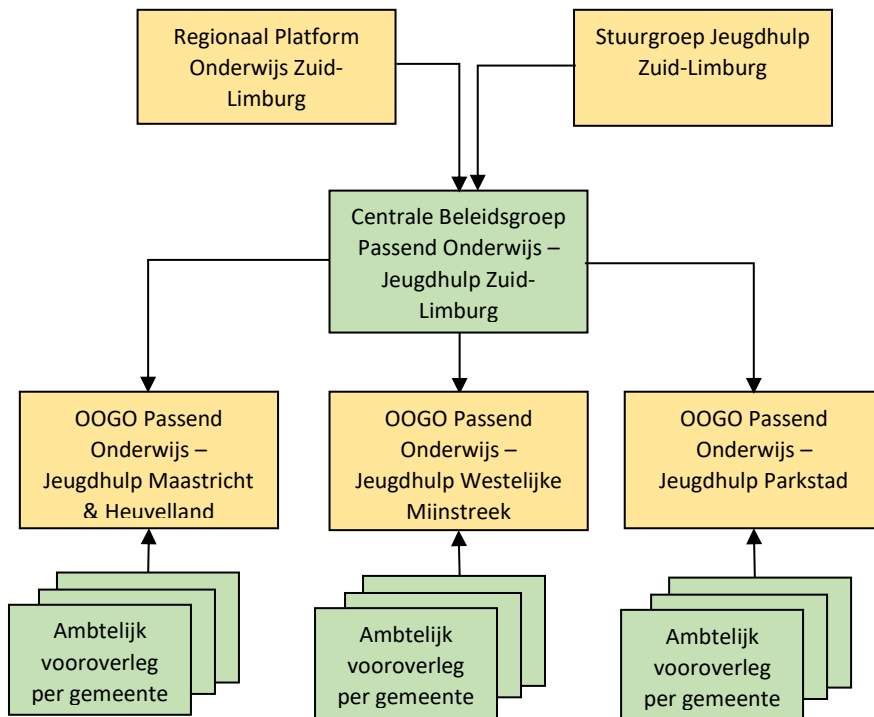 Regionaal Platform
Onderwijs Zuid-
Limburg
Stuurgroep Jeugdhulp
Zuid-Limburg
Centrale Beleidsgroep
Passend Onderwijs –
Jeugdhulp Zuid-
Limburg
OOGO Passend
Onderwijs –
Jeugdhulp Maastricht
& Heuvelland
OOGO Passend
Onderwijs –
Jeugdhulp Westelijke
Mijnstreek
OOGO Passend
Onderwijs –
Jeugdhulp Parkstad
Ambtelijk
vooroverleg
per gemeente
Ambtelijk
vooroverleg
per gemeente
Ambtelijk
vooroverleg
per gemeente